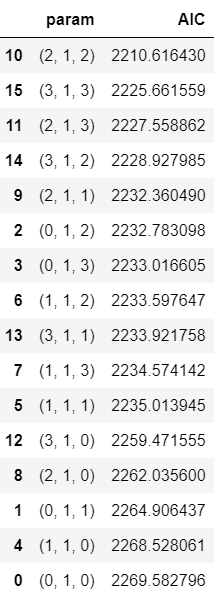 param AIC
10 (2, 1, 2) 2210.616430
15 (3, 1, 3) 2225.661559
11 (2, 1, 3) 2227.558862
14 (3, 1, 2) 2228.927985
9 (2, 1, 1) 2232.360490
2 (0, 1, 2) 2232.783098
3 (0, 1, 3) 2233.016605
6 (1, 1, 2) 2233.597647
13 (3, 1, 1) 2233.921758
7 (1, 1, 3) 2234.574142
5 (1, 1, 1) 2235.013945
12 (3, 1, 0) 2259.471555
8 (2, 1, 0) 2262.035600
1 (0, 1, 1) 2264.906437
4 (1, 1, 0) 2268.528061
0 (0, 1, 0) 2269.582796